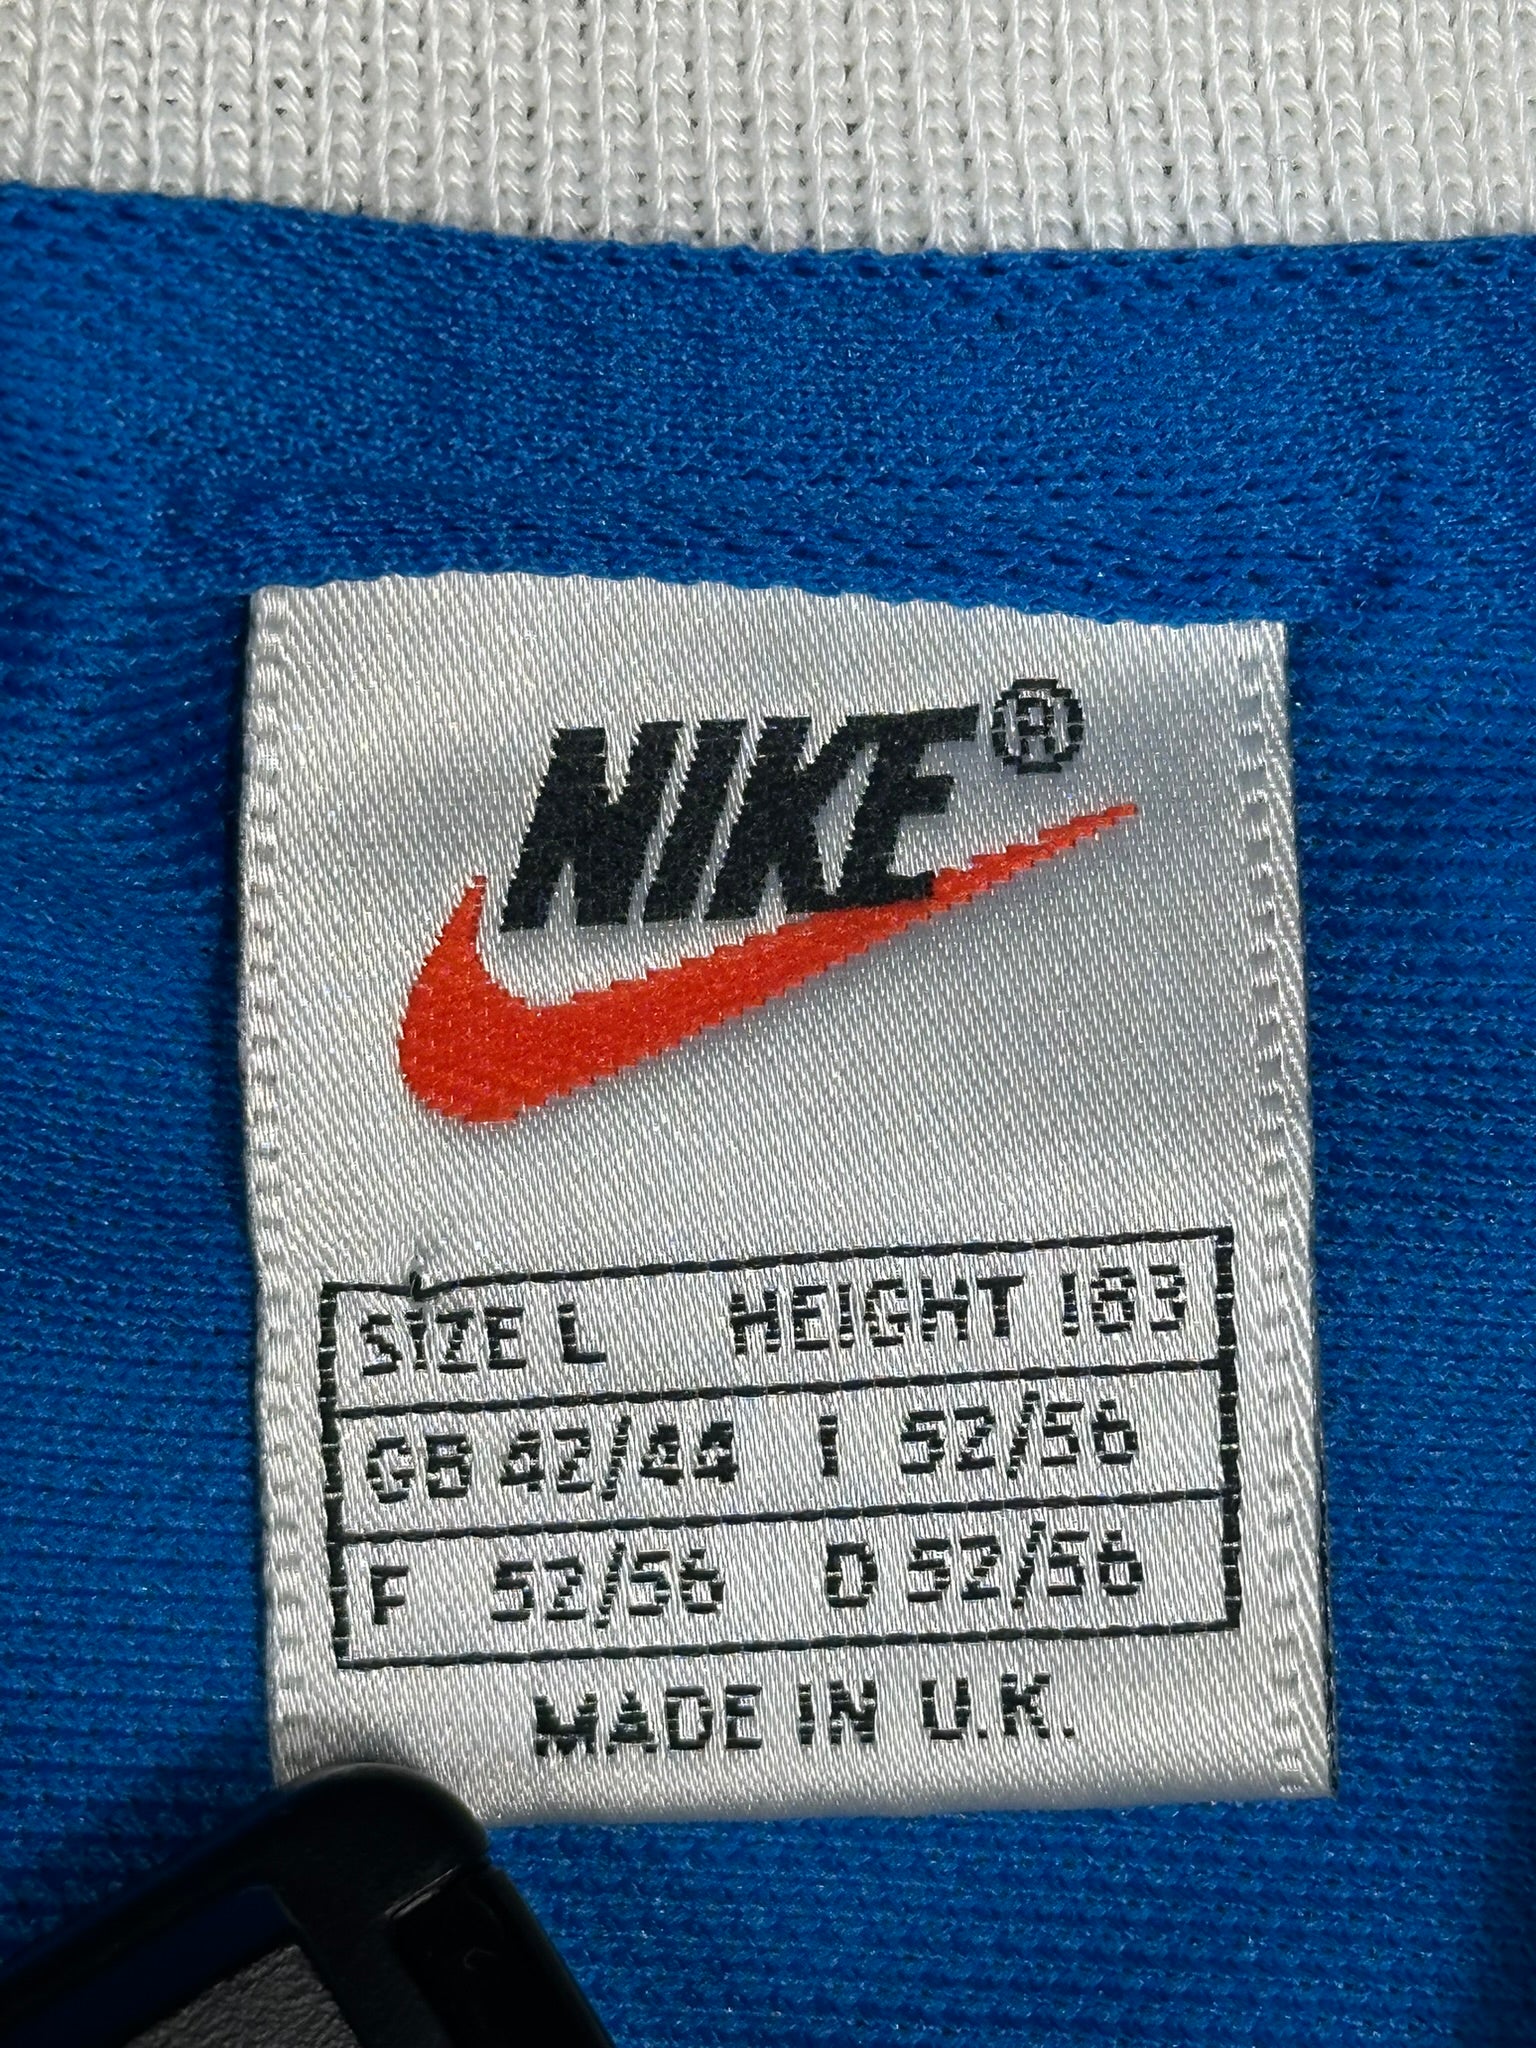 NIKE®
SIZE L HEIGHT 183
GB 42/44 I 52/56
F 52/56 D 52/56
MADE IN U.K.